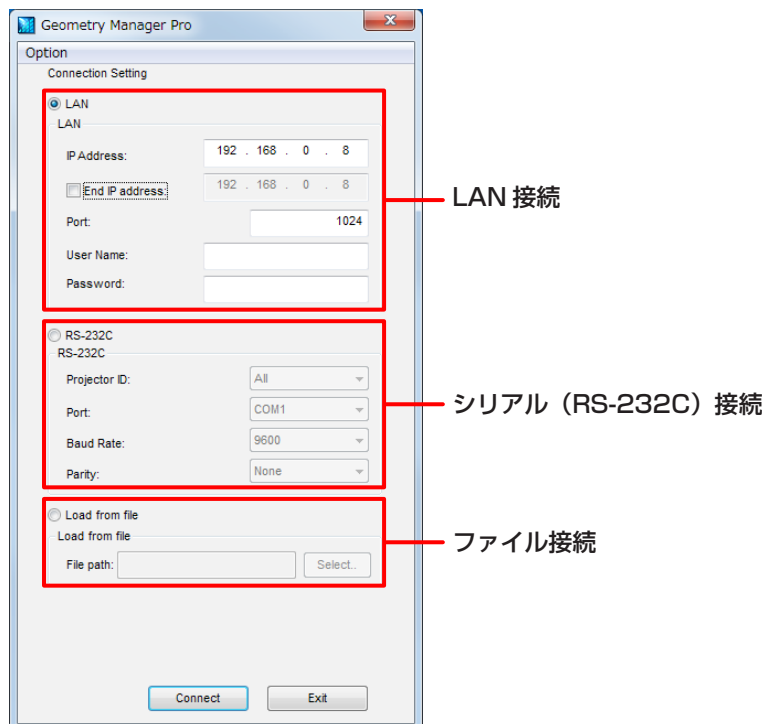 Geometry Manager Pro
Option
Connection Setting
LAN
LAN
IP Address: 192 . 168 . 0 . 8
End IP address: 192 . 168 . 0 . 8
Port: 1024
User Name:
Password:
LAN 接続
RS-232C
RS-232C
Projector ID: All
Port: COM1
Baud Rate: 9600
Parity: None
シリアル（RS-232C）接続
Load from file
Load from file
File path: Select..
ファイル接続
Connect Exit